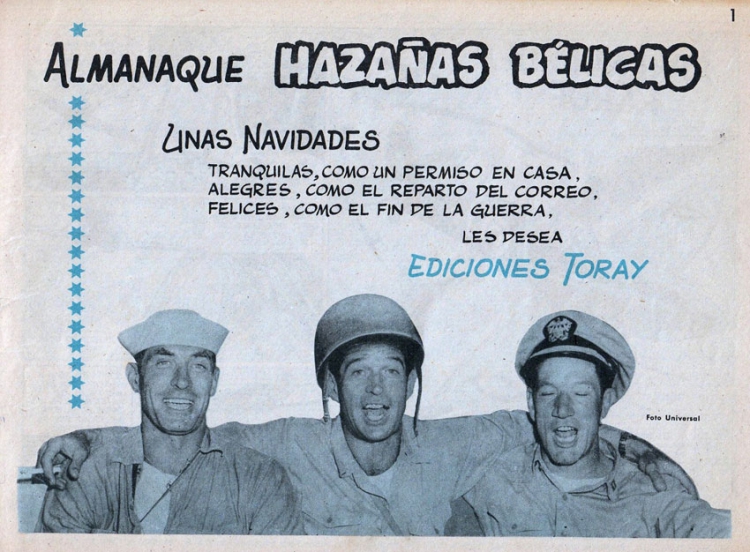 1
ALMANAQUE HAZAÑAS BÉLICAS
UNAS NAVIDADES
TRANQUILAS, COMO UN PERMISO EN CASA,
ALEGRES, COMO EL REPARTO DEL CORREO,
FELICES, COMO EL FIN DE LA GUERRA,
LES DESEA
EDICIONES TORAY
Foto Universal